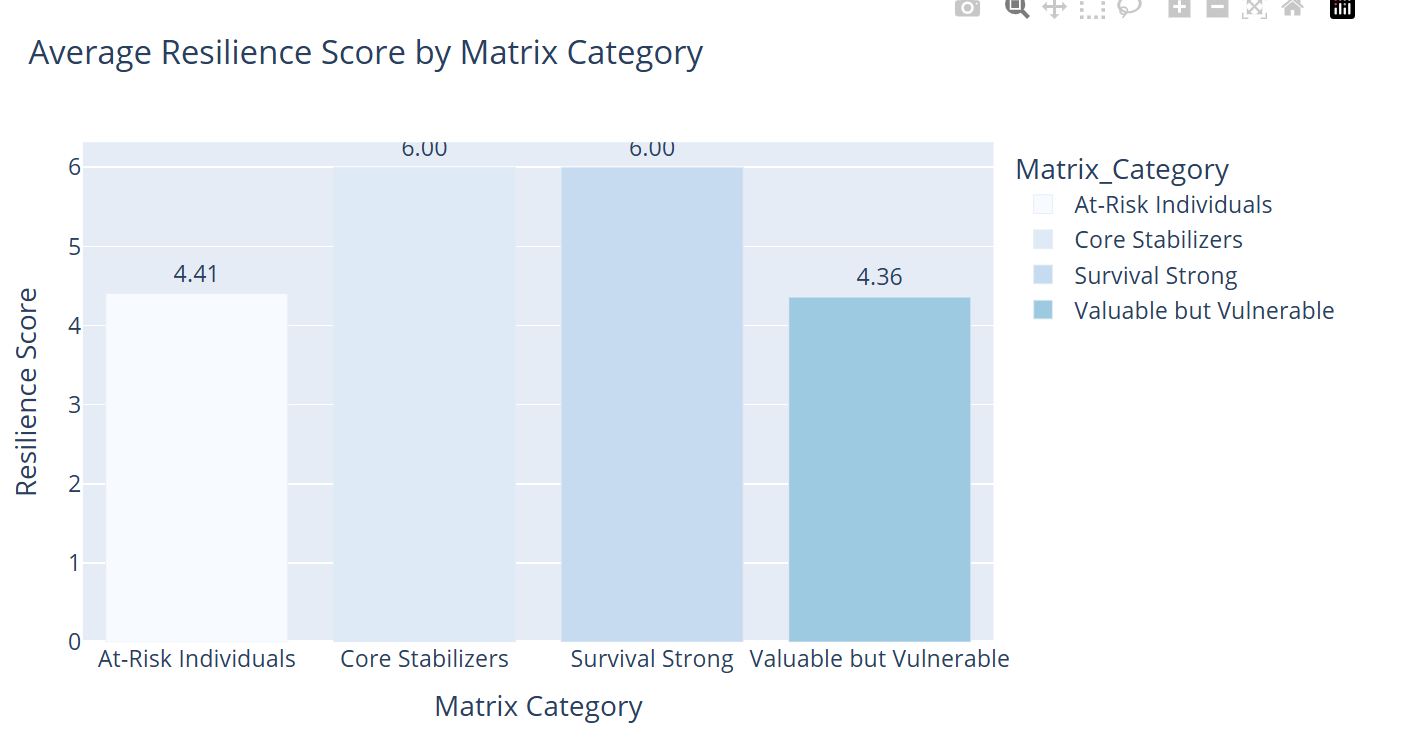 Average Resilience Score by Matrix Category
6.00
6.00
6
5
4.41
4.36
4
3
2
1
0
Resilience Score
At-Risk Individuals
Core Stabilizers
Survival Strong
Valuable but Vulnerable
Matrix Category
Matrix_Category
At-Risk Individuals
Core Stabilizers
Survival Strong
Valuable but Vulnerable